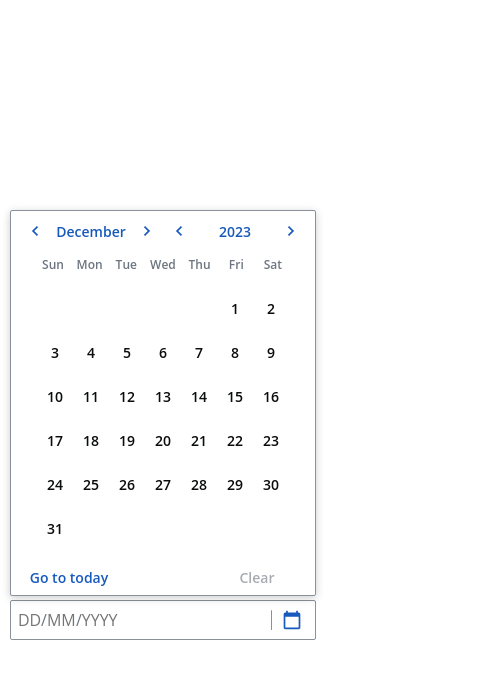 December 2023
Sun Mon Tue Wed Thu Fri Sat
1 2
3 4 5 6 7 8 9
10 11 12 13 14 15 16
17 18 19 20 21 22 23
24 25 26 27 28 29 30
31
Go to today Clear
DD/MM/YYYY